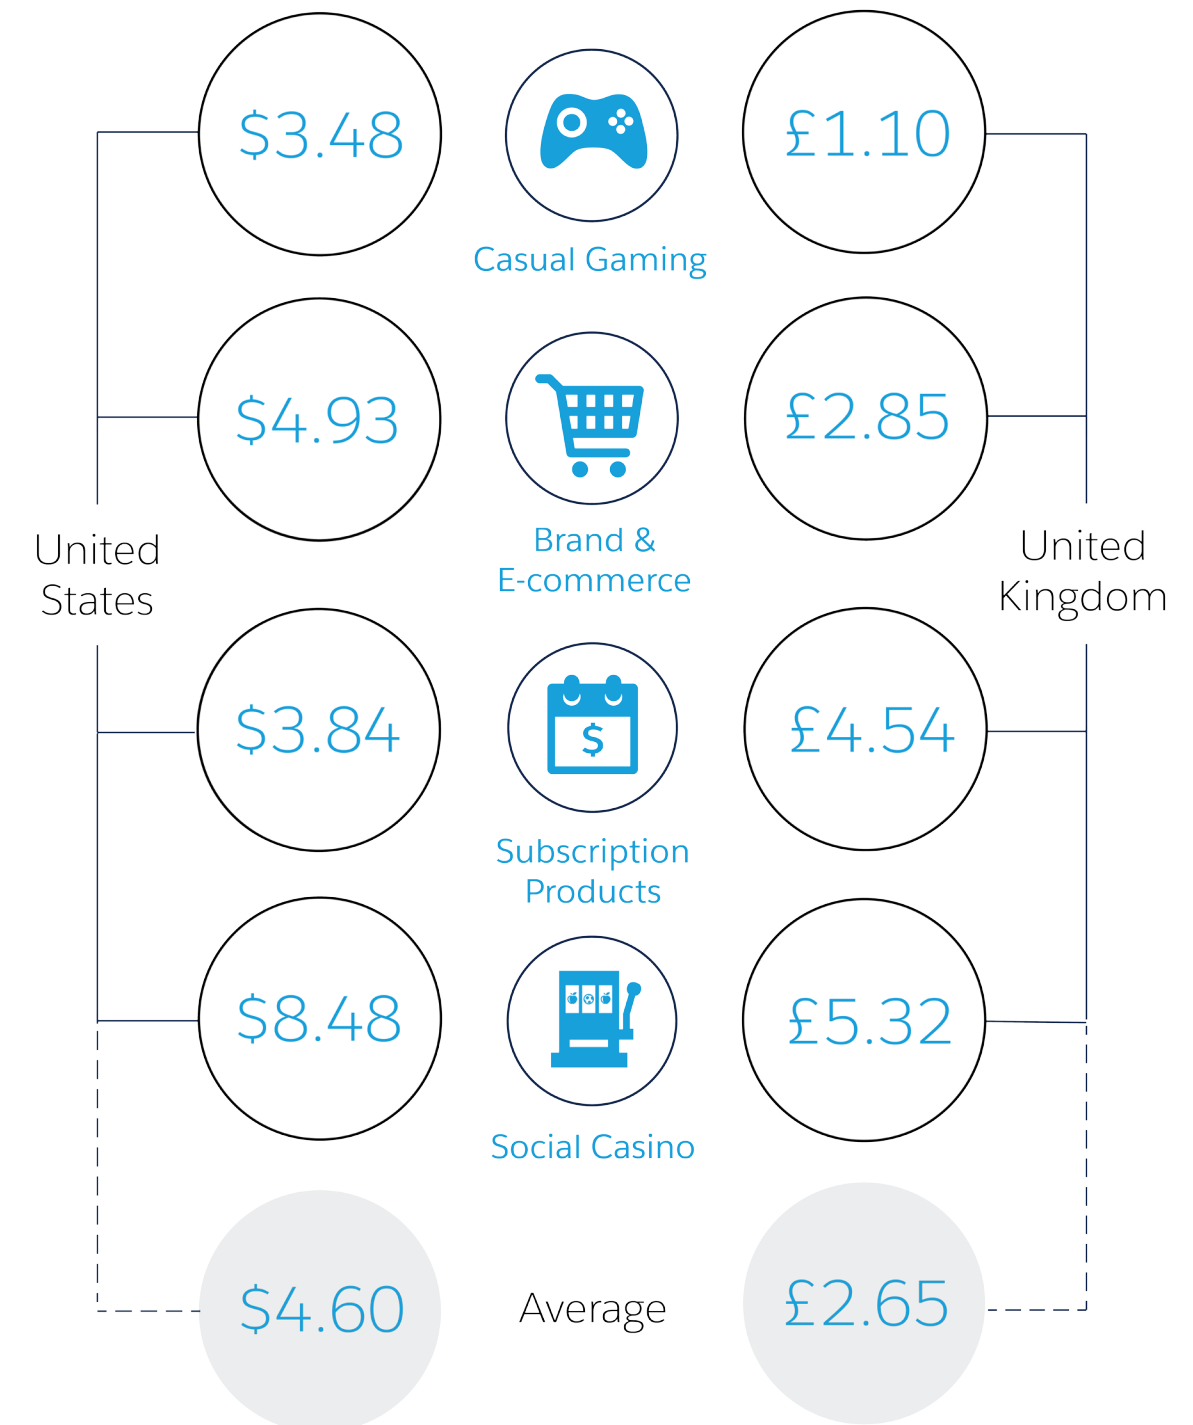 $3.48
£1.10
Casual Gaming
$4.93
£2.85
Brand &
E-commerce
United
States
United
Kingdom
$3.84
$
£4.54
Subscription
Products
$8.48
£5.32
Social Casino
$4.60
Average
£2.65